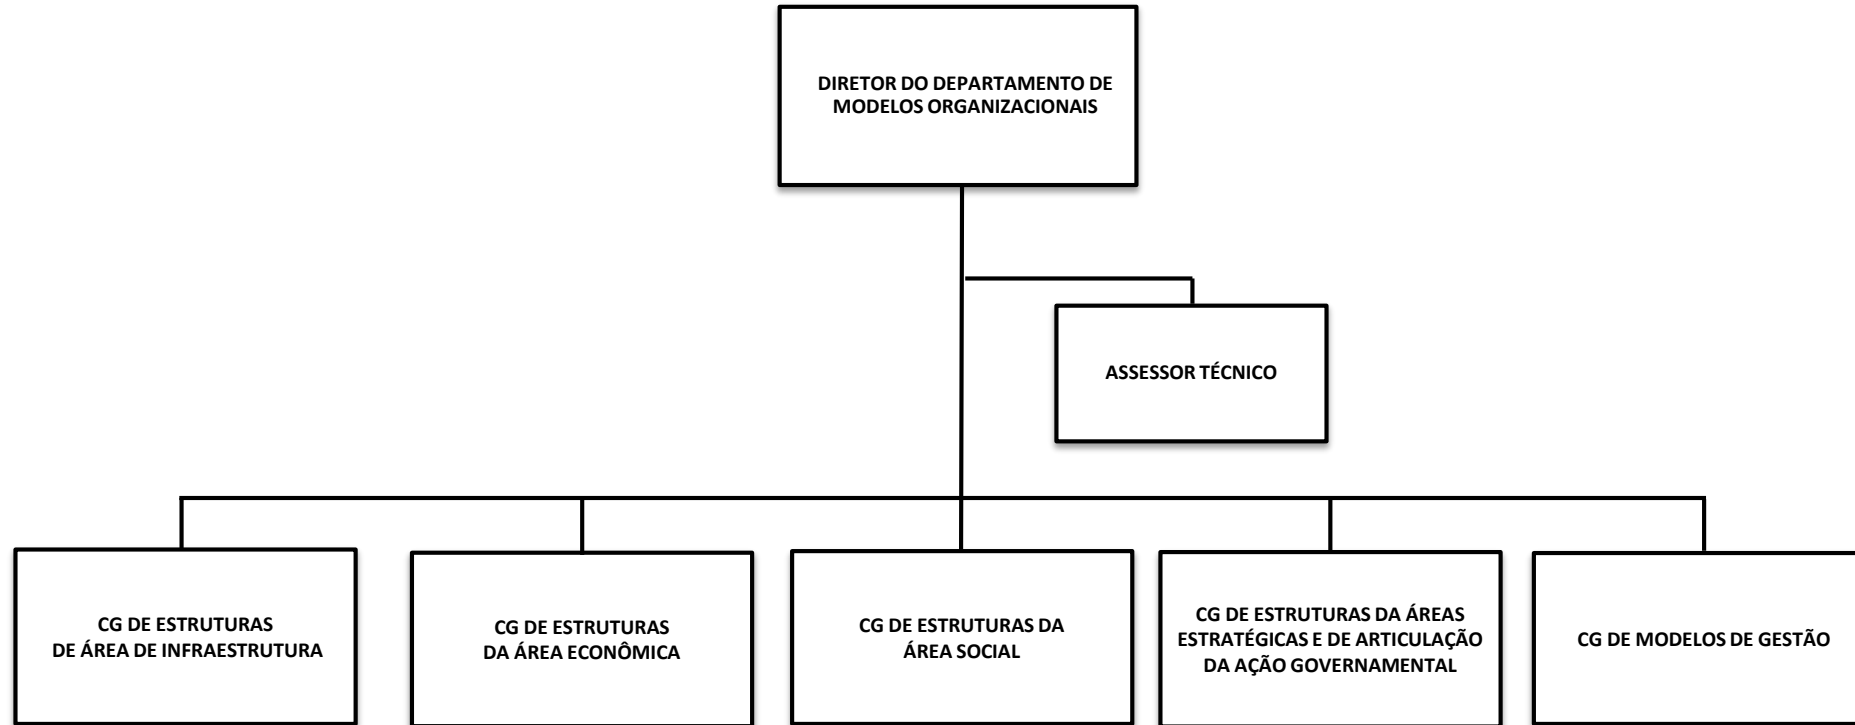 DIRETOR DO DEPARTAMENTO DE
MODELOS ORGANIZACIONAIS
ASSESSOR TÉCNICO
CG DE ESTRUTURAS
DE ÁREA DE INFRAESTRUTURA
CG DE ESTRUTURAS
DA ÁREA ECONÔMICA
CG DE ESTRUTURAS DA
ÁREA SOCIAL
CG DE ESTRUTURAS DA ÁREAS
ESTRATÉGICAS E DE ARTICULAÇÃO
DA AÇÃO GOVERNAMENTAL
CG DE MODELOS DE GESTÃO